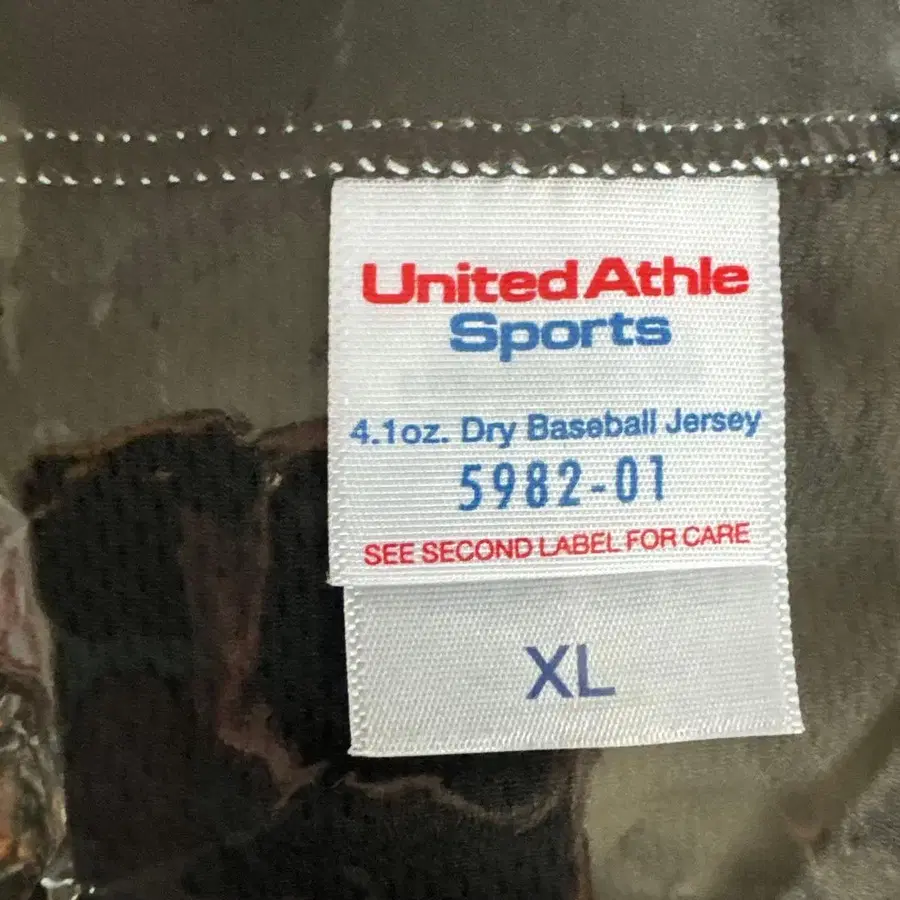 United Athle
Sports
4.1oz. Dry Baseball Jersey
5982-01
SEE SECOND LABEL FOR CARE
XL